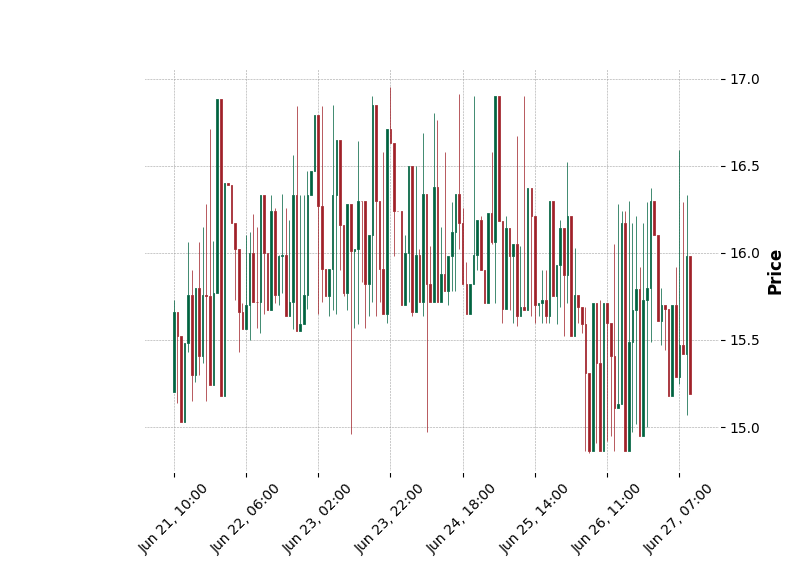 17.0
16.5
16.0
15.5
15.0
Price
Jun 21, 10:00
Jun 22, 06:00
Jun 23, 02:00
Jun 23, 22:00
Jun 24, 18:00
Jun 25, 14:00
Jun 26, 11:00
Jun 27, 07:00